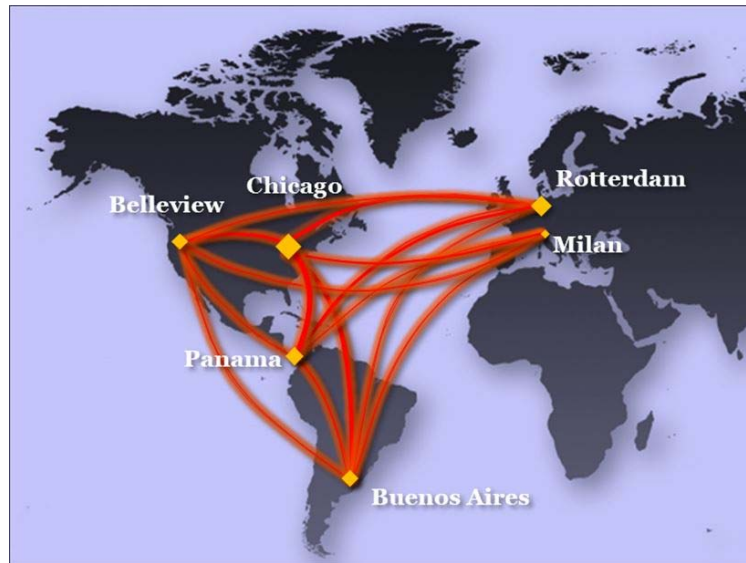 Chicago
Rotterdam
Belleview
Milan
Panama
Buenos Aires